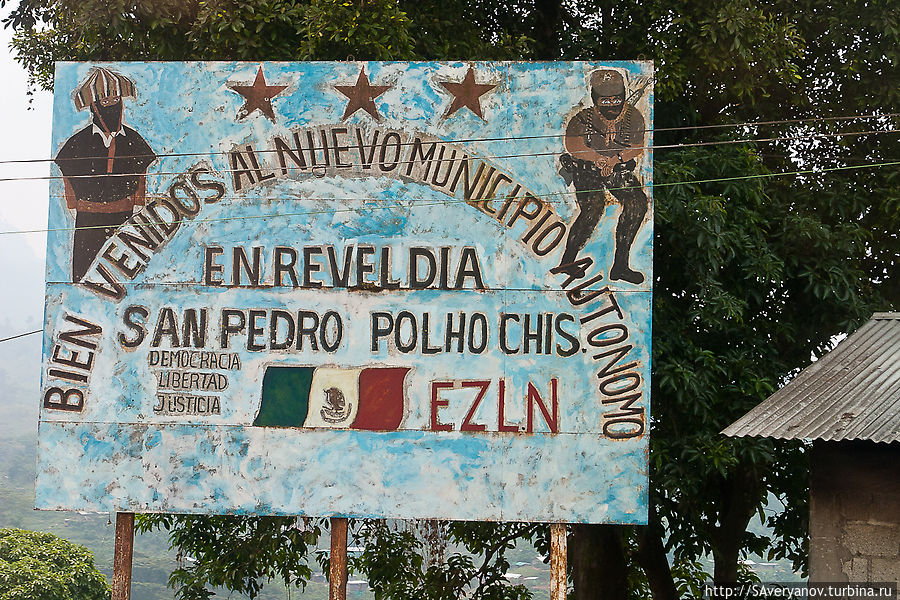 BIEN VENIDOS AL NUEVO MUNICIPIO AUTONOMO
EN REVELDIA
SAN PEDRO POLHO CHIS.
DEMOCRACIA
LIBERTAD
JUSTICIA
EZLN
http://SAveryanov.turbina.ru